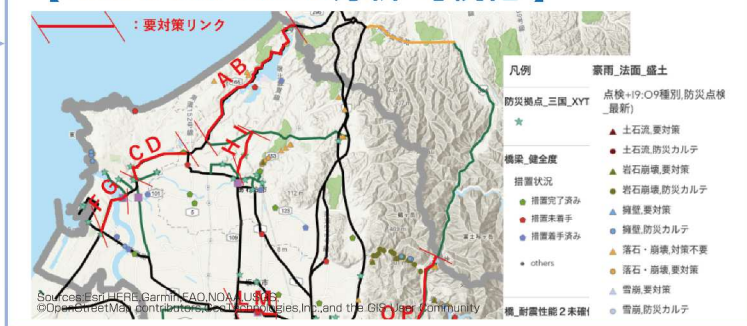 ：要対策リンク
AB
CD
HI
FG
LM
凡例
防災拠点_三国_XYT
橋梁_健全度
措置状況
措置完了済み
措置未着手
措置着手済み
others
橋_耐震性能２未確
豪雨_法面_盛土
点検+l9:O9種別,防災点検
_最新)
土石流,要対策
土石流,防災カルテ
岩石崩壊,要対策
岩石崩壊,防災カルテ
擁壁,要対策
擁壁,防災カルテ
落石・崩壊,対策不要
落石・崩壊,要対策
雪崩,要対策
雪崩,防災カルテ
Sources:Esri,HERE,Garmin,FAO,NOAA,USGS,
©OpenStreetMap contributors,GeoTechnologies,Inc.,and the GIS User Community